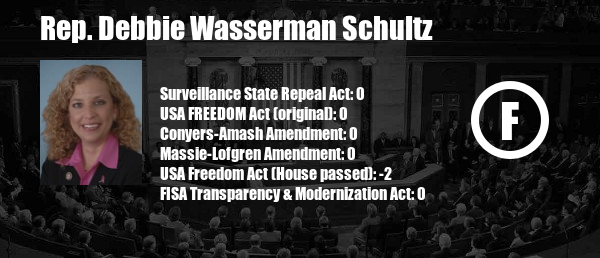 Rep. Debbie Wasserman Schultz
Surveillance State Repeal Act: 0
USA FREEDOM Act (original): 0
Conyers-Amash Amendment: 0
Massie-Lofgren Amendment: 0
USA Freedom Act (House passed): -2
FISA Transparency & Modernization Act: 0
F